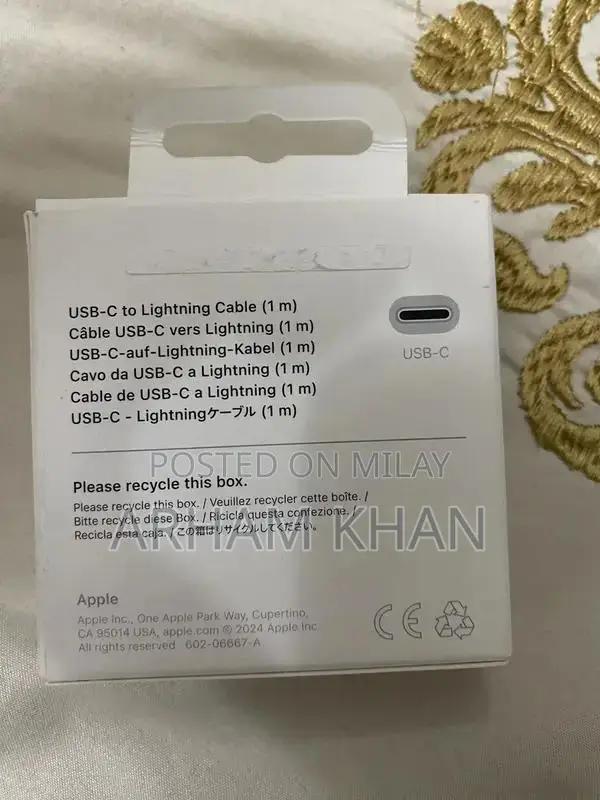 USB-C to Lightning Cable (1 m)
Câble USB-C vers Lightning (1 m)
USB-C-auf-Lightning-Kabel (1 m)
Cavo da USB-C a Lightning (1 m)
Cable de USB-C a Lightning (1 m)
USB-C - Lightningケーブル (1 m)
USB-C
Please recycle this box.
Please recycle this box. / Veuillez recycler cette boîte. /
Bitte recycle diese Box. / Ricicla questa confezione. /
Recicla esta caja. / この箱はリサイクルしてください。
POSTED ON MILAY
ARHAM KHAN
Apple
Apple Inc., One Apple Park Way, Cupertino,
CA 95014 USA, apple.com © 2024 Apple Inc.
All rights reserved 602-06667-A
CE